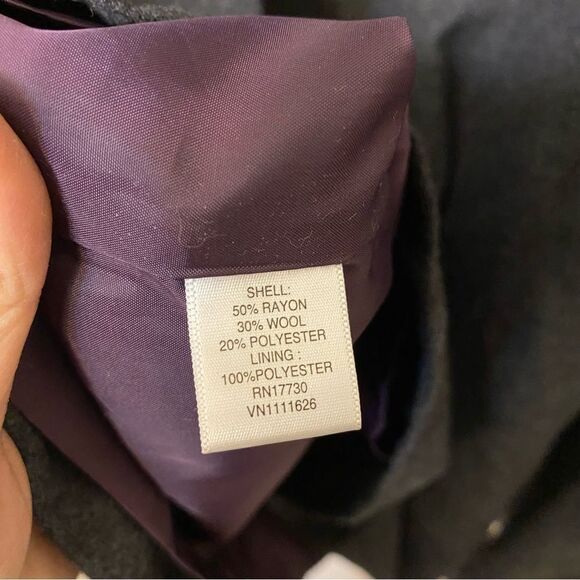 SHELL:
50% RAYON
30% WOOL
20% POLYESTER
LINING :
100%POLYESTER
RN17730
VN1111626